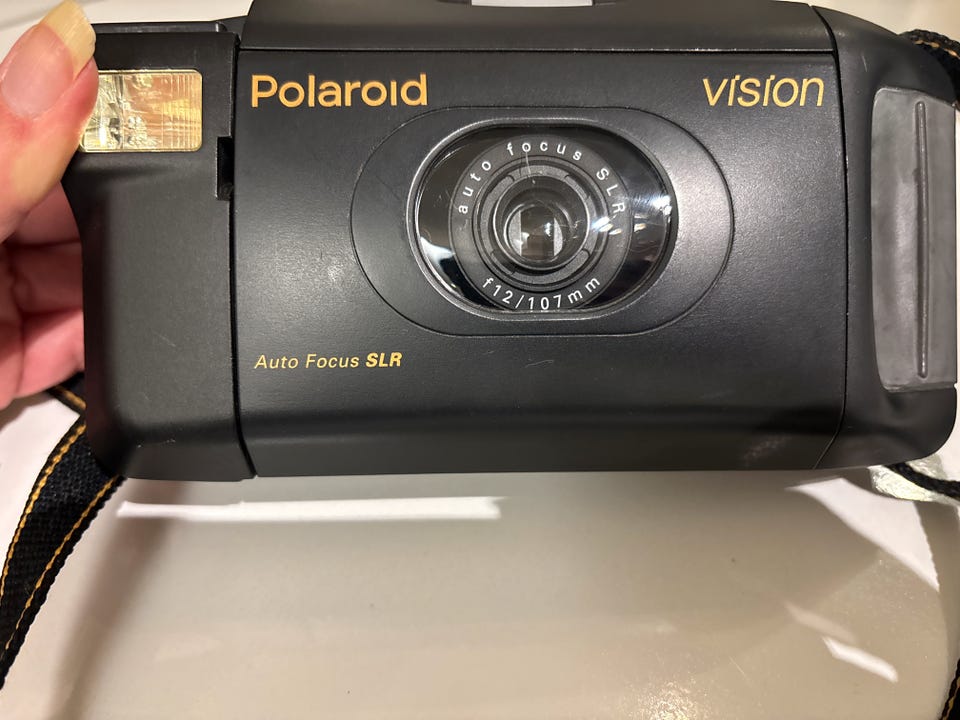 Polaroid
vision
auto focus SLR
f12/107mm
Auto Focus SLR